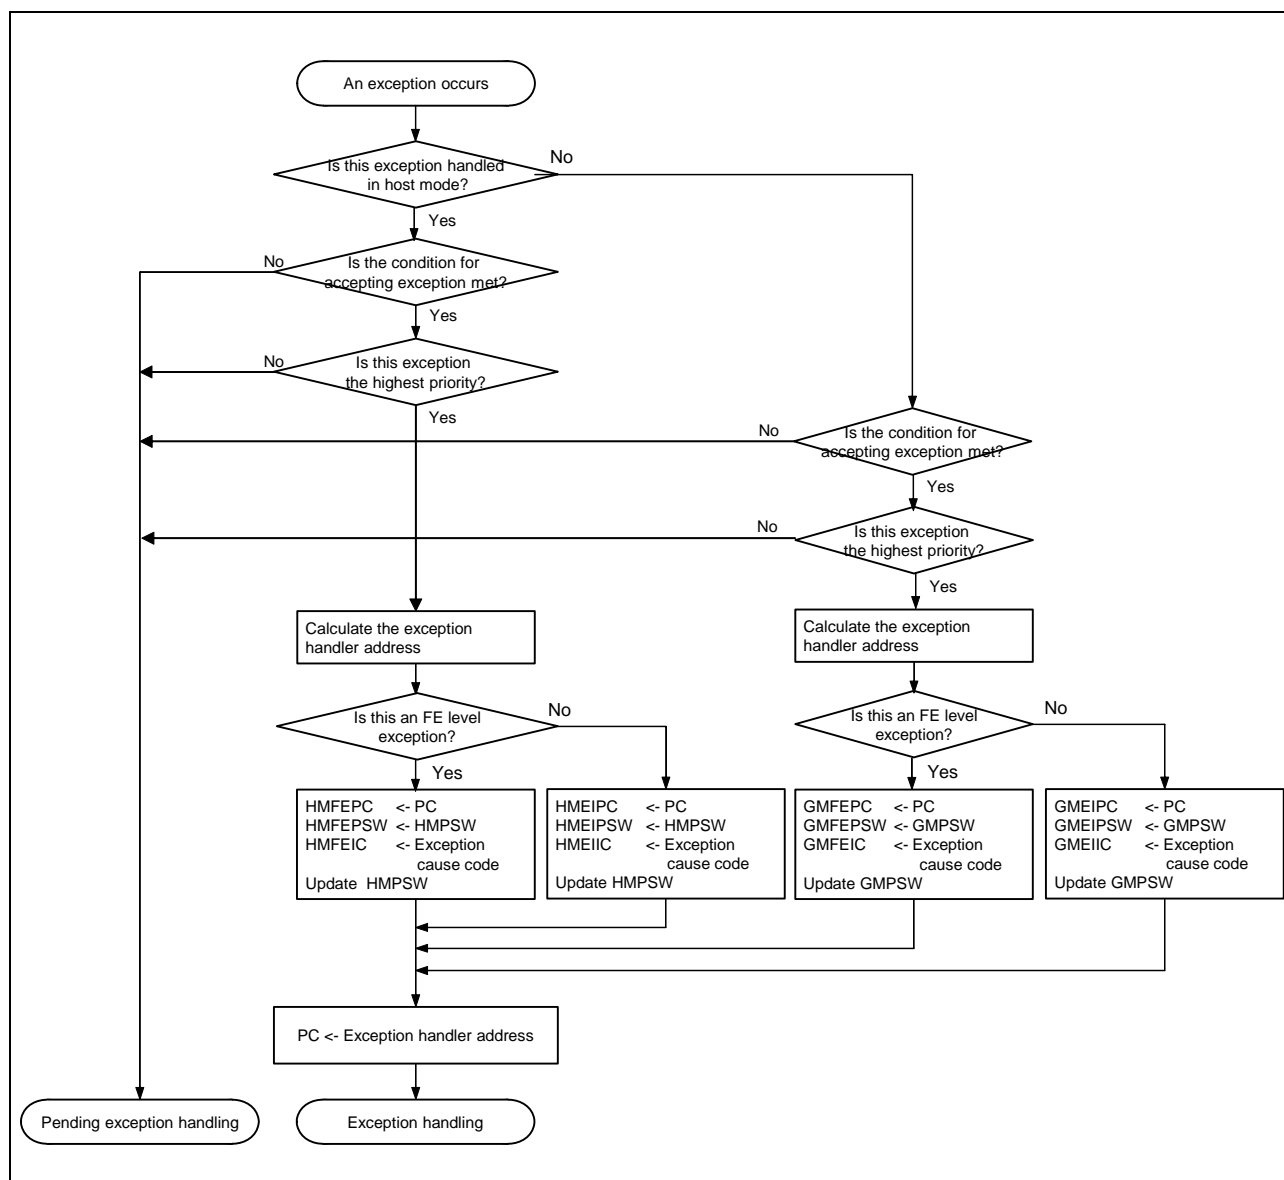 An exception occurs
Is this exception handled
in host mode?
No
Yes
No
Is the condition for
accepting exception met?
Yes
No
Is this exception
the highest priority?
Yes
No
Is the condition for
accepting exception met?
Yes
No
Is this exception
the highest priority?
Yes
Calculate the exception
handler address
Calculate the exception
handler address
Is this an FE level
exception?
No
Is this an FE level
exception?
No
Yes
Yes
HMFEPC <- PC
HMFEPSW <- HMPSW
HMFEIC <- Exception
cause code
Update HMPSW
HMEIPC <- PC
HMEIPSW <- HMPSW
HMEIIC <- Exception
cause code
Update HMPSW
GMFEPC <- PC
GMFEPSW <- GMPSW
GMFEIC <- Exception
cause code
Update GMPSW
GMEIPC <- PC
GMEIPSW <- GMPSW
GMEIIC <- Exception
cause code
Update GMPSW
PC <- Exception handler address
Pending exception handling
Exception handling